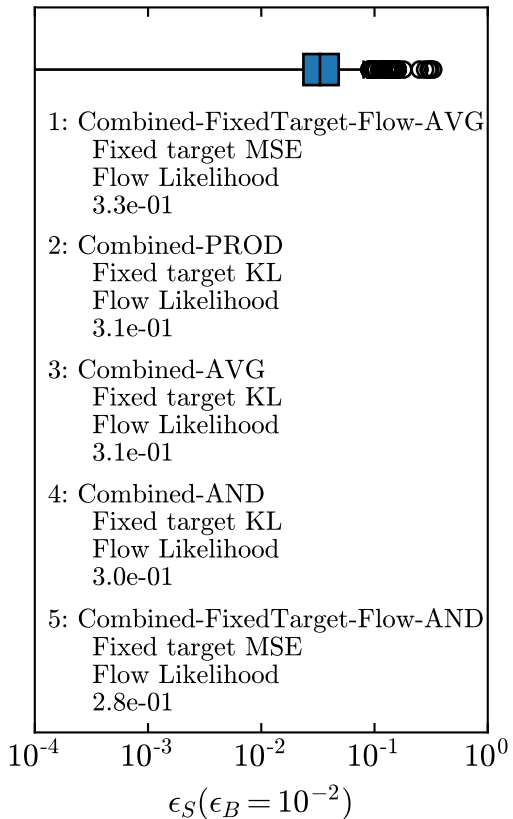 1: Combined-FixedTarget-Flow-AVG
Fixed target MSE
Flow Likelihood
3.3e-01
2: Combined-PROD
Fixed target KL
Flow Likelihood
3.1e-01
3: Combined-AVG
Fixed target KL
Flow Likelihood
3.1e-01
4: Combined-AND
Fixed target KL
Flow Likelihood
3.0e-01
5: Combined-FixedTarget-Flow-AND
Fixed target MSE
Flow Likelihood
2.8e-01
10⁻⁴ 10⁻³ 10⁻² 10⁻¹ 10⁰
ϵ_S(ϵ_B = 10⁻²)